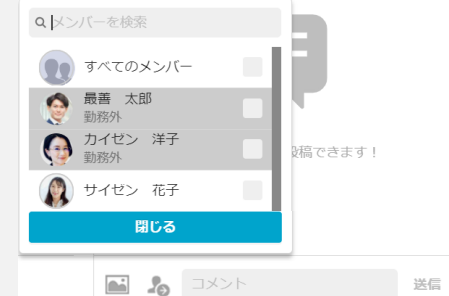 メンバーを検索
すべてのメンバー
最善　太郎
勤務外
カイゼン　洋子
勤務外
サイゼン　花子
投稿できます！
閉じる
コメント
送信